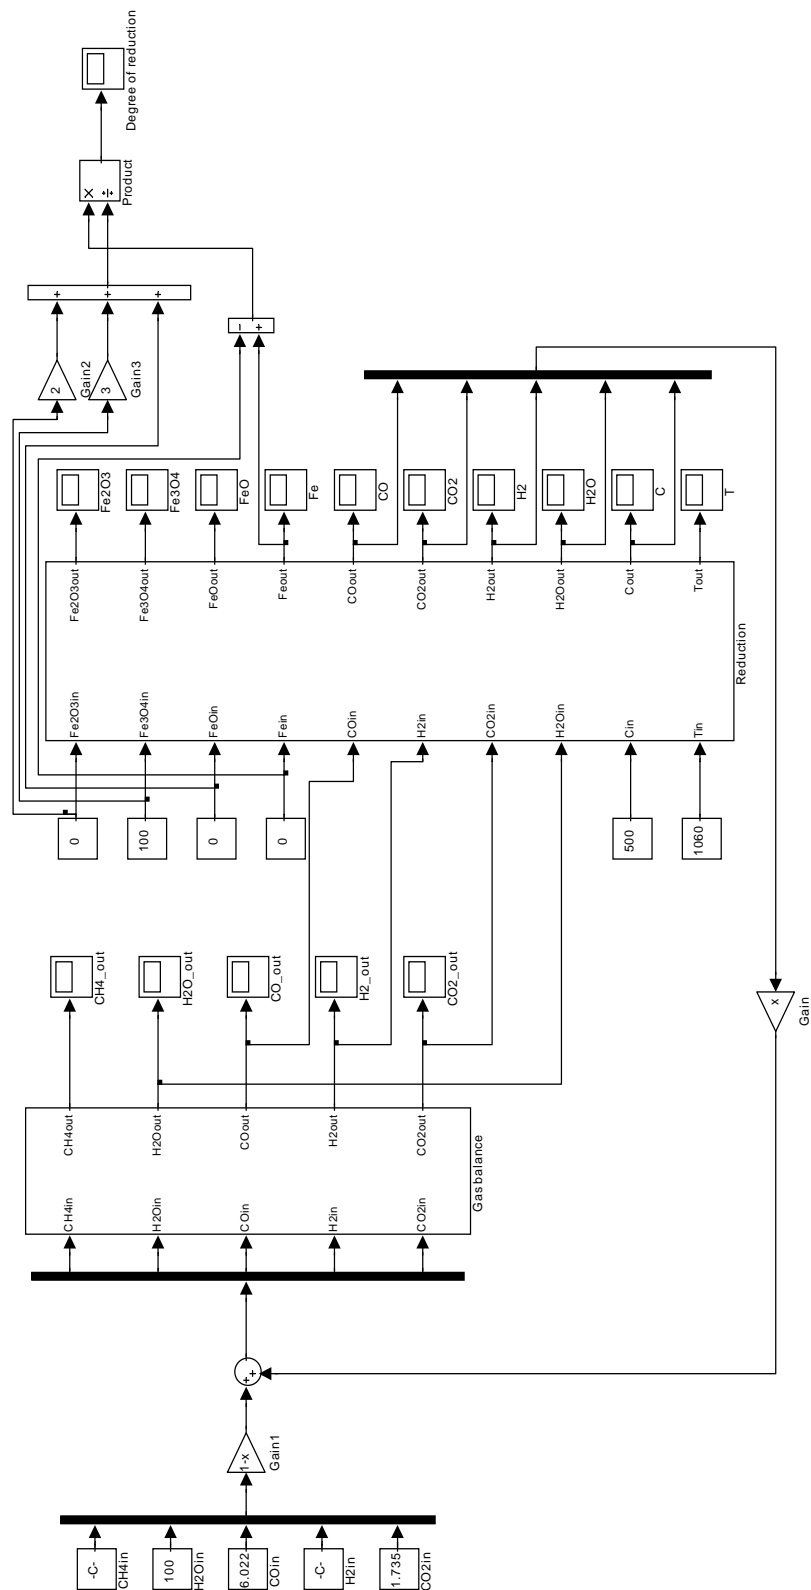 -C-
CH4in
100
H2Oin
6.022
COin
-C-
H2in
1.735
CO2in
1-x
Gain1
+
+
CH4in
H2Oin
COin
H2in
CO2in
CH4out
H2Oout
COout
H2out
CO2out
Gas balance
CH4_out
H2O_out
CO_out
H2_out
CO2_out
x
Gain
0
100
0
0
500
1060
Fe2O3in
Fe3O4in
FeOin
Fein
COin
H2in
CO2in
H2Oin
Cin
Tin
Fe2O3out
Fe3O4out
FeOout
Feout
COout
CO2out
H2out
H2Oout
Cout
Tout
Reduction
Fe2O3
Fe3O4
FeO
Fe
CO
CO2
H2
H2O
C
T
2
Gain2
3
Gain3
+
+
+
-
+
×
÷
Product
Degree of reduction